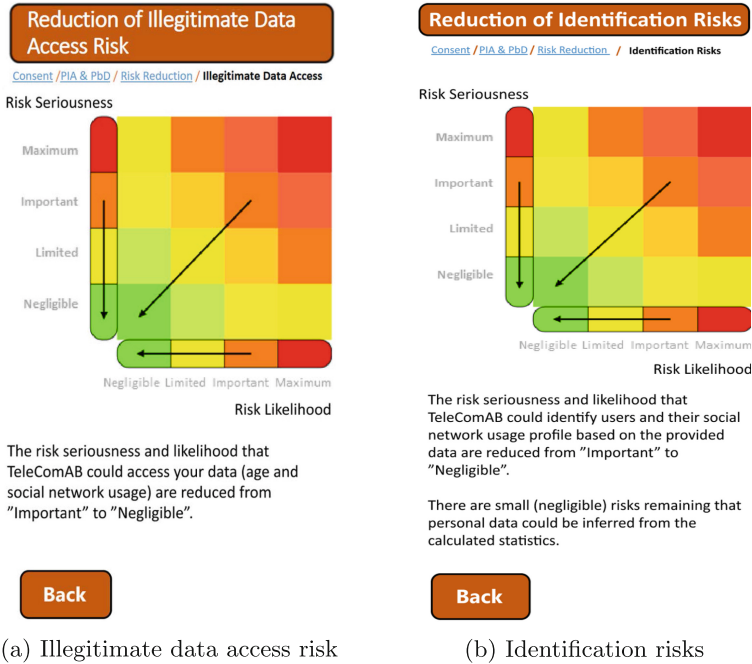 Reduction of Illegitimate Data
Access Risk
Consent /PIA & PbD / Risk Reduction / Illegitimate Data Access
Risk Seriousness
Maximum
Important
Limited
Negligible
Negligible Limited Important Maximum
Risk Likelihood
The risk seriousness and likelihood that
TeleComAB could access your data (age and
social network usage) are reduced from
”Important” to ”Negligible”.
Back
(a) Illegitimate data access risk
Reduction of Identification Risks
Consent / PIA & PbD / Risk Reduction / Identification Risks
Risk Seriousness
Maximum
Important
Limited
Negligible
Negligible Limited Important Maximum
Risk Likelihood
The risk seriousness and likelihood that
TeleComAB could identify users and their social
network usage profile based on the provided
data are reduced from ”Important” to
”Negligible”.
There are small (negligible) risks remaining that
personal data could be inferred from the
calculated statistics.
Back
(b) Identification risks